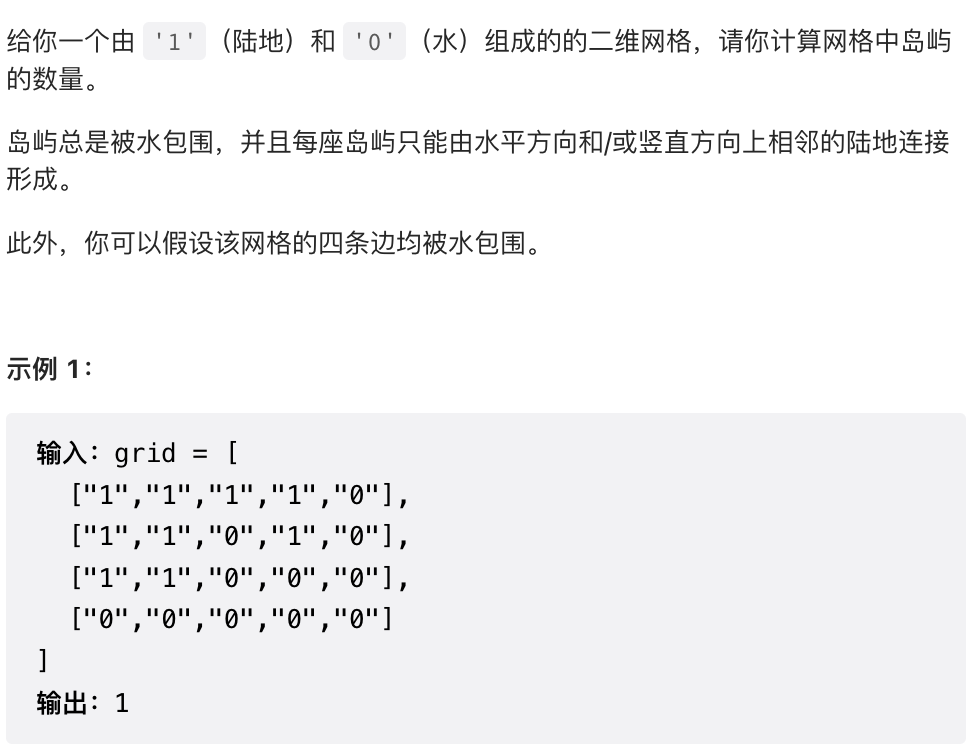 给你一个由 '1' （陆地）和 '0' （水）组成的的二维网格，请你计算网格中岛屿
的数量。
岛屿总是被水包围，并且每座岛屿只能由水平方向和/或竖直方向上相邻的陆地连接
形成。
此外，你可以假设该网格的四条边均被水包围。
示例 1：
输入：grid = [
["1","1","1","1","0"],
["1","1","0","1","0"],
["1","1","0","0","0"],
["0","0","0","0","0"]
]
输出：1